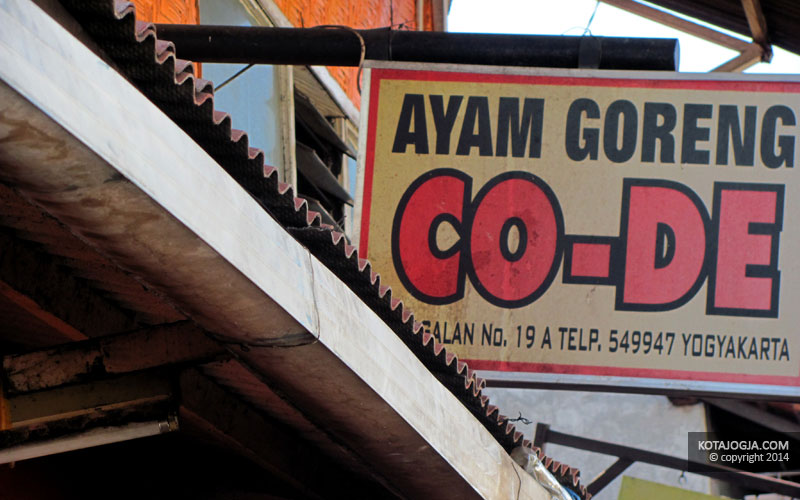 AYAM GORENG
CO-DE
No. 19 A TELP. 549947 YOGYAKARTA
KOTAJOGJA.COM
© copyright 2014